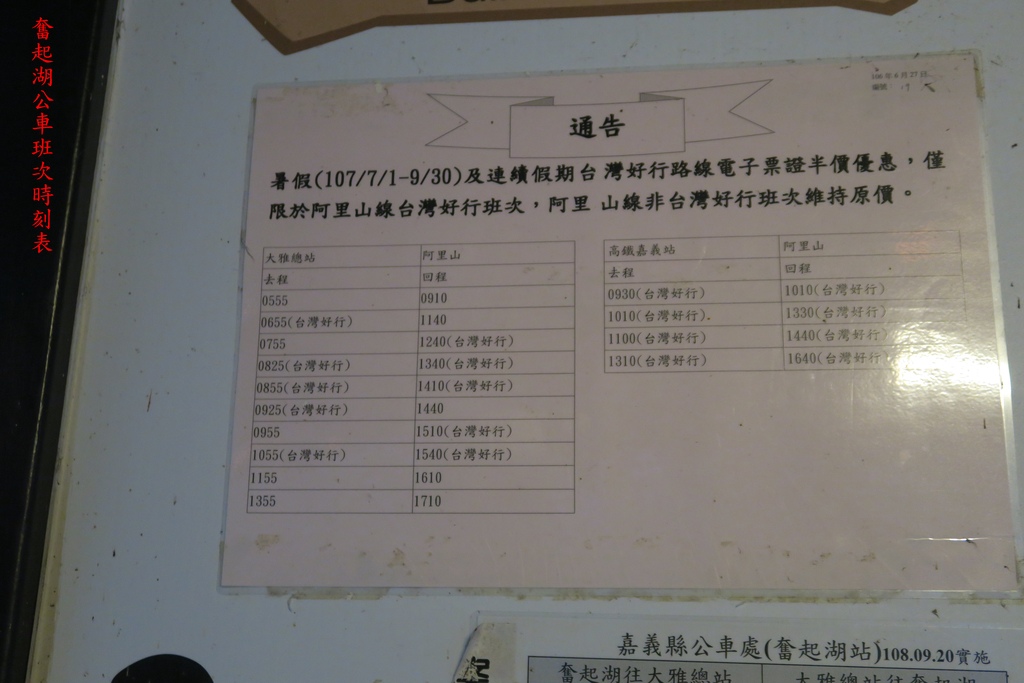 奮起湖公車班次時刻表
通告
暑假(107/7/1-9/30)及連續假期台灣好行路線電子票證半價優惠，僅
限於阿里山線台灣好行班次，阿里 山線非台灣好行班次維持原價。
大雅總站 阿里山
去程 回程
0555 0910
0655(台灣好行) 1140
0755 1240(台灣好行)
0825(台灣好行) 1340(台灣好行)
0855(台灣好行) 1410(台灣好行)
0925(台灣好行) 1440
0955 1510(台灣好行)
1055(台灣好行) 1540(台灣好行)
1155 1610
1355 1710
高鐵嘉義站 阿里山
去程 回程
0930(台灣好行) 1010(台灣好行)
1010(台灣好行). 1330(台灣好行)
1100(台灣好行) 1440(台灣好行)
1310(台灣好行) 1640(台灣好行)
嘉義縣公車處(奮起湖站)108.09.20實施
奮起湖往大雅總站 大雅總站往奮起湖